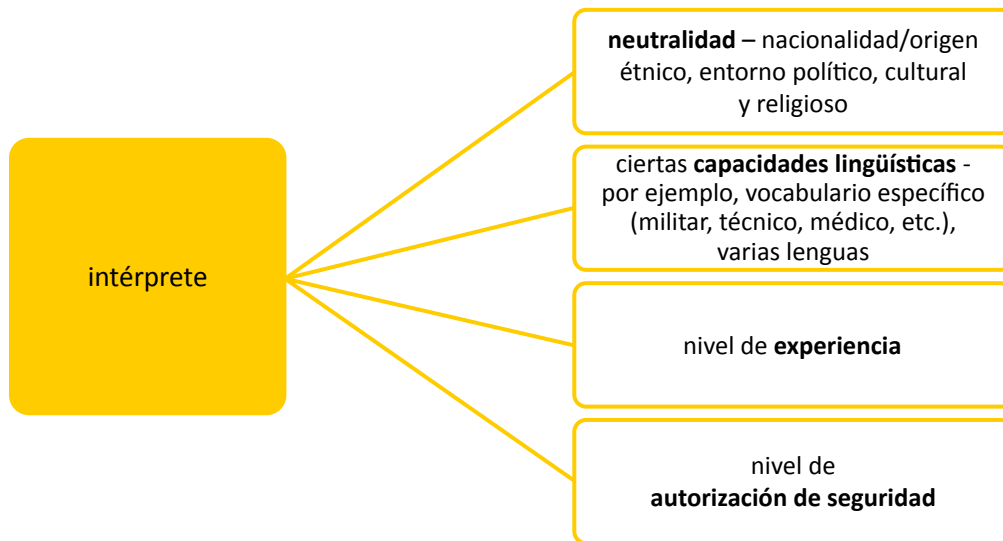 neutralidad – nacionalidad/origen
étnico, entorno político, cultural
y religioso
ciertas capacidades lingüísticas -
por ejemplo, vocabulario específico
(militar, técnico, médico, etc.),
varias lenguas
intérprete
nivel de experiencia
nivel de
autorización de seguridad